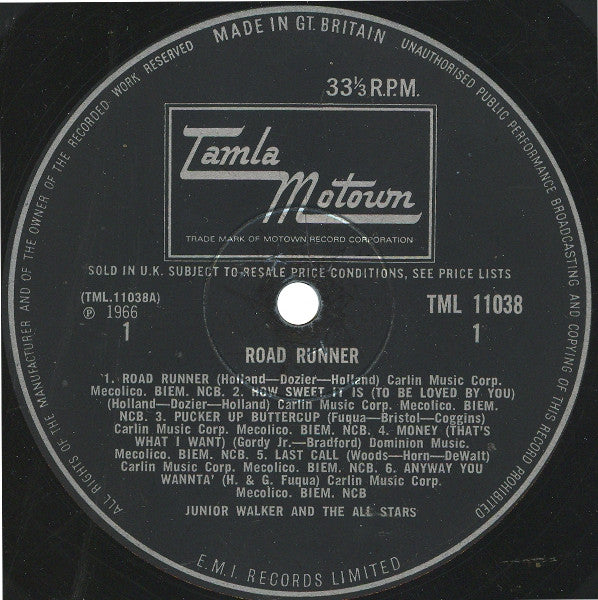 MADE IN GT. BRITAIN
ALL RIGHTS OF THE MANUFACTURER AND OF THE OWNER OF THE RECORDED WORK RESERVED
UNAUTHORISED PUBLIC PERFORMANCE BROADCASTING AND COPYING OF THIS RECORD PROHIBITED
33⅓ R.P.M.
Tamla
Motown
TRADE MARK OF MOTOWN RECORD CORPORATION
SOLD IN U.K. SUBJECT TO RESALE PRICE CONDITIONS, SEE PRICE LISTS
(TML.11038A) TML 11038
Ⓟ 1966
1 1
ROAD RUNNER
1. ROAD RUNNER (Holland—Dozier—Holland) Carlin Music Corp.
Mecolico. BIEM. NCB. 2. HOW SWEET IT IS (TO BE LOVED BY YOU)
(Holland—Dozier—Holland) Carlin Music Corp. Mecolico. BIEM.
NCB. 3. PUCKER UP BUTTERCUP (Fuqua—Bristol—Coggins)
Carlin Music Corp. Mecolico. BIEM. NCB. 4. MONEY (THAT'S
WHAT I WANT) (Gordy Jr.—Bradford) Dominion Music.
Mecolico. BIEM. NCB. 5. LAST CALL (Woods—Horn—DeWalt)
Carlin Music Corp. Mecolico. BIEM. NCB. 6. ANYWAY YOU
WANNTA' (H. & G. Fuqua) Carlin Music Corp.
Mecolico. BIEM. NCB
JUNIOR WALKER AND THE ALL STARS
E.M.I. RECORDS LIMITED